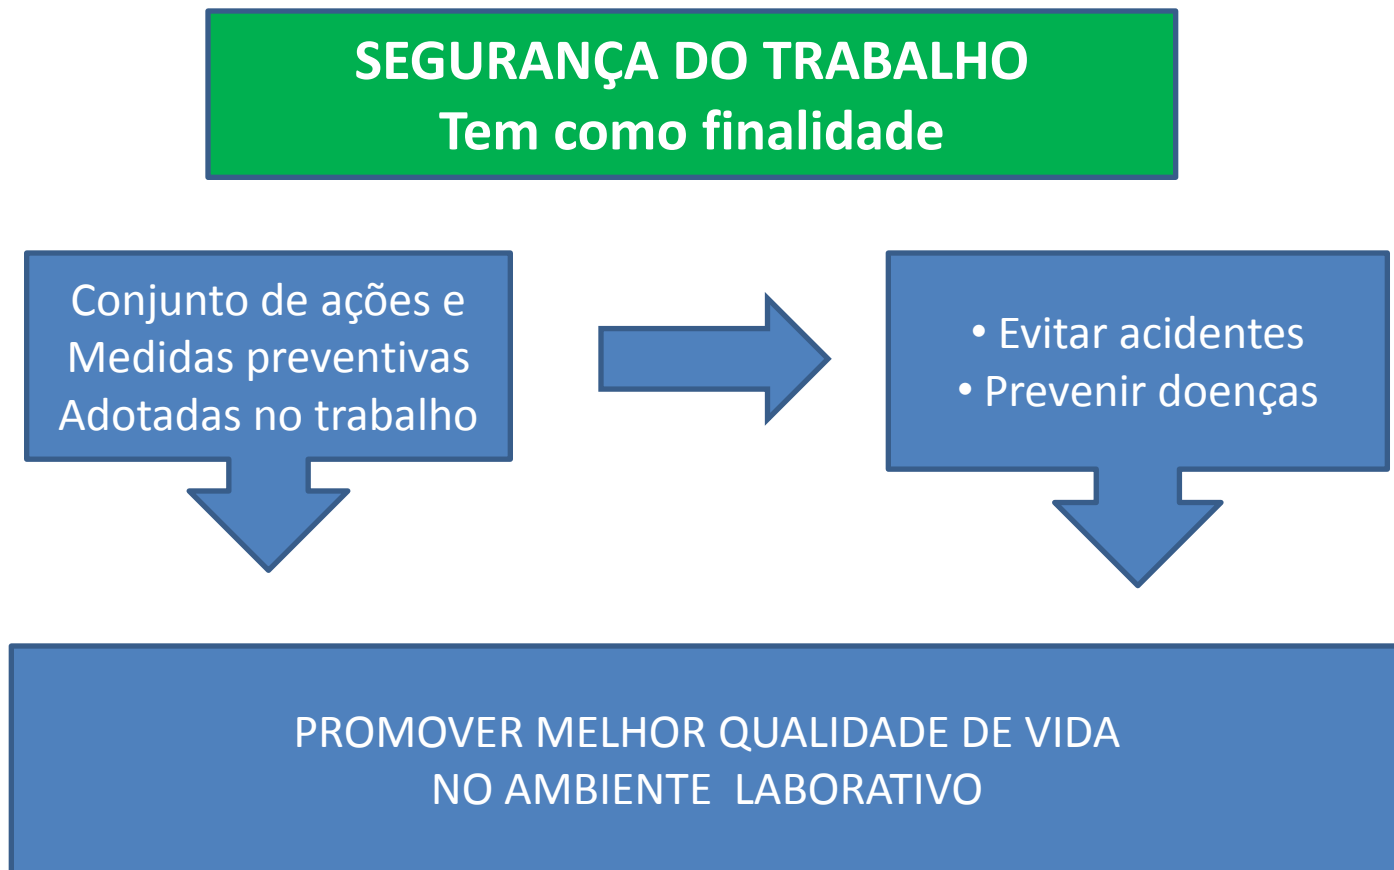 SEGURANÇA DO TRABALHO
Tem como finalidade
Conjunto de ações e
Medidas preventivas
Adotadas no trabalho
• Evitar acidentes
• Prevenir doenças
PROMOVER MELHOR QUALIDADE DE VIDA
NO AMBIENTE  LABORATIVO